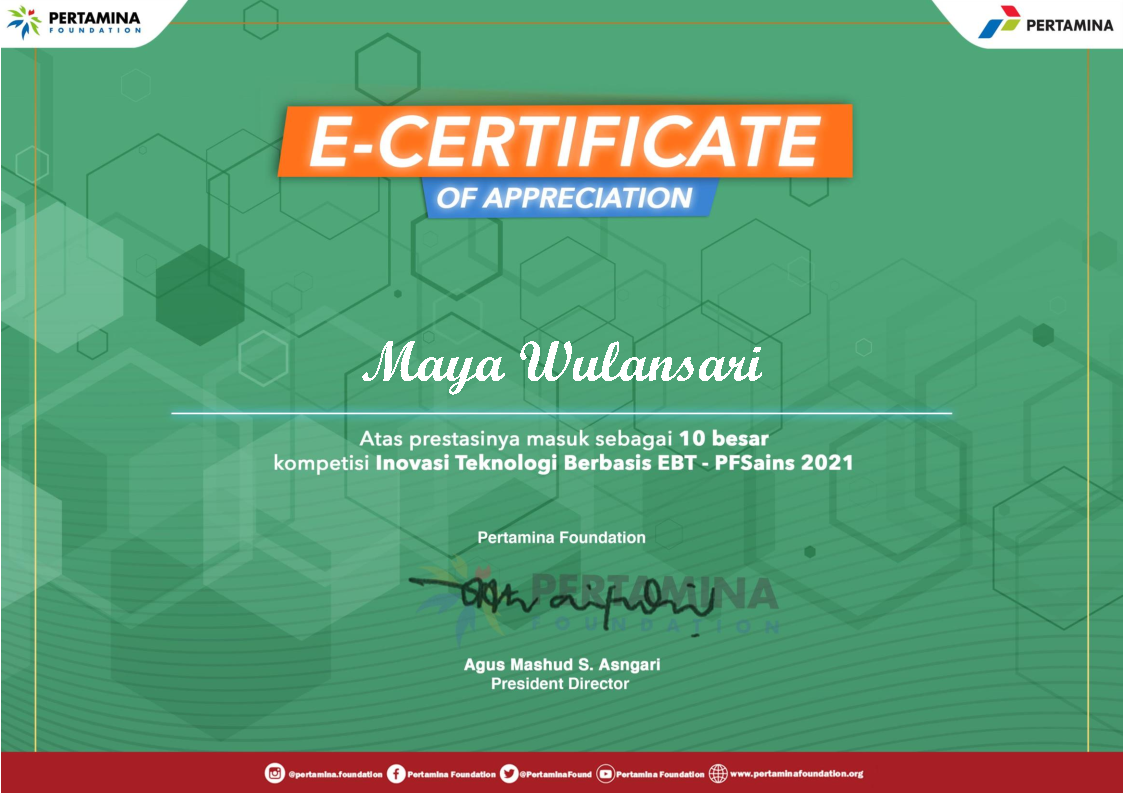 PERTAMINA
FOUNDATION
PERTAMINA
E-CERTIFICATE
OF APPRECIATION
Maya Wulansari
Atas prestasinya masuk sebagai 10 besar
kompetisi Inovasi Teknologi Berbasis EBT - PFSains 2021
Pertamina Foundation
PERTAMINA
FOUNDATION
Agus Mashud S. Asngari
President Director
@pertamina.foundation Pertamina Foundation @PertaminaFound Pertamina Foundation www.pertaminafoundation.org